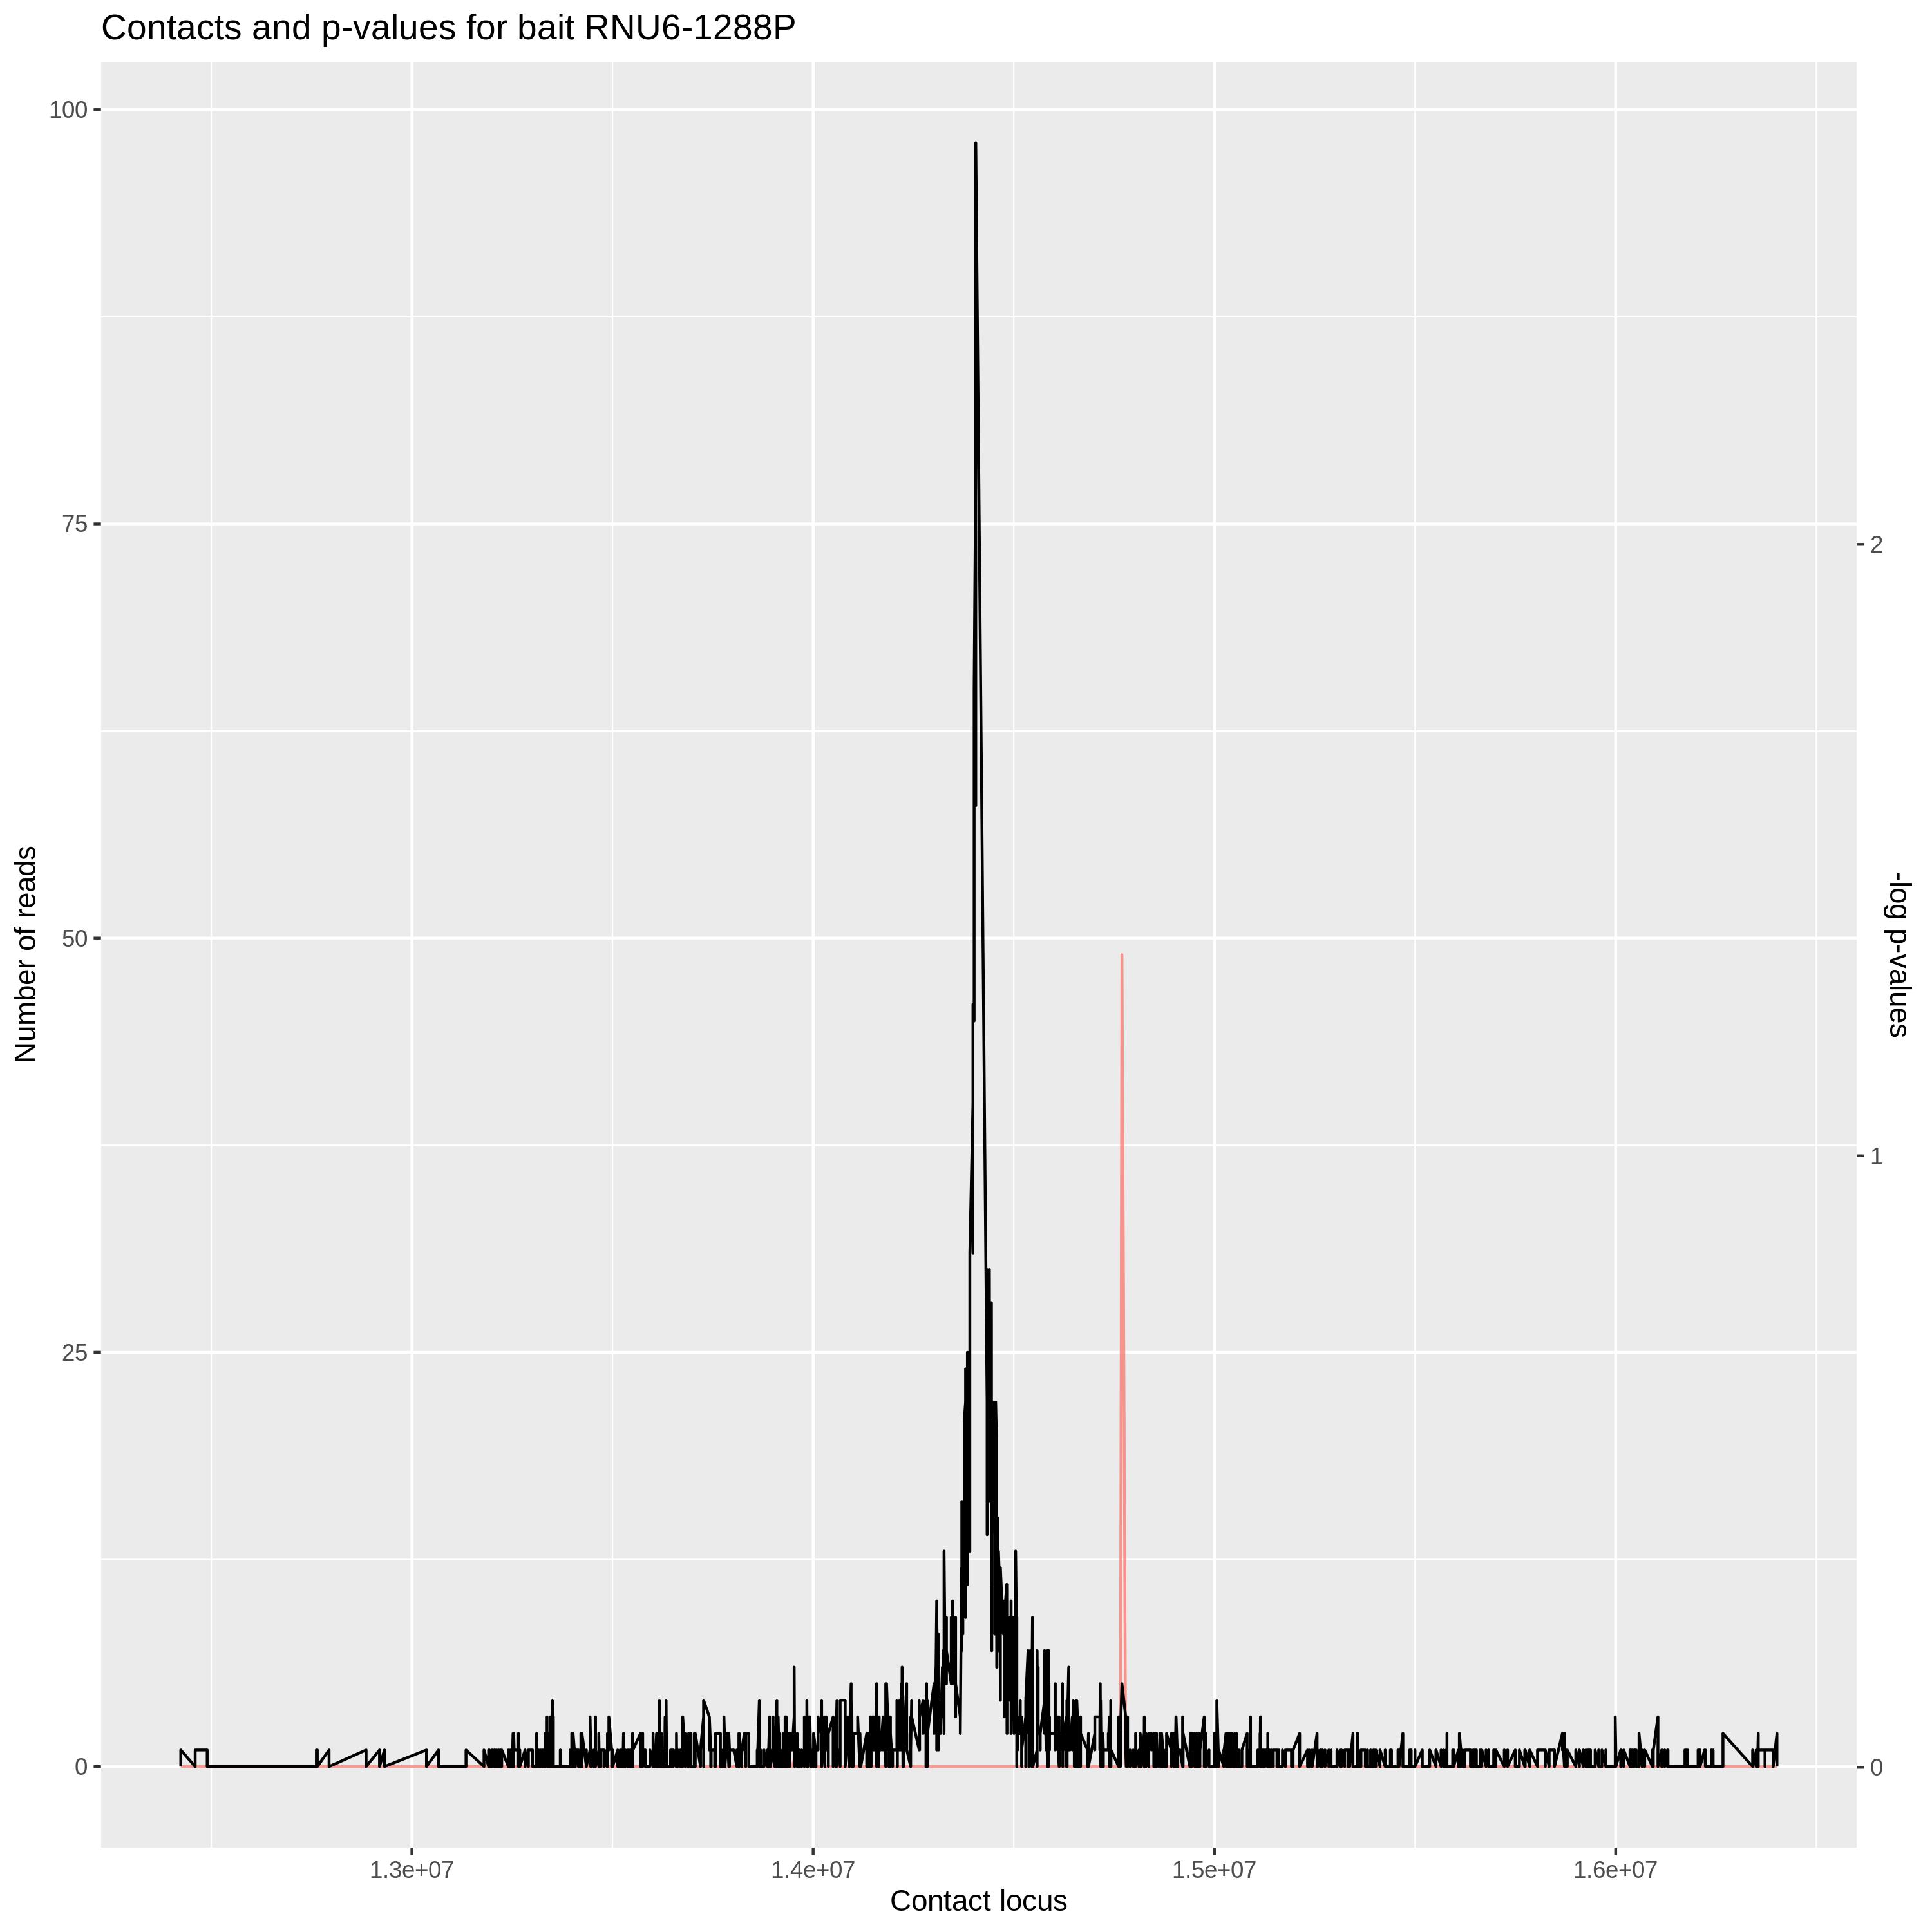 Contacts and p-values for bait RNU6-1288P
100
75
50
25
0
Number of reads
2
1
0
-log p-values
1.3e+07
1.4e+07
1.5e+07
1.6e+07
Contact locus